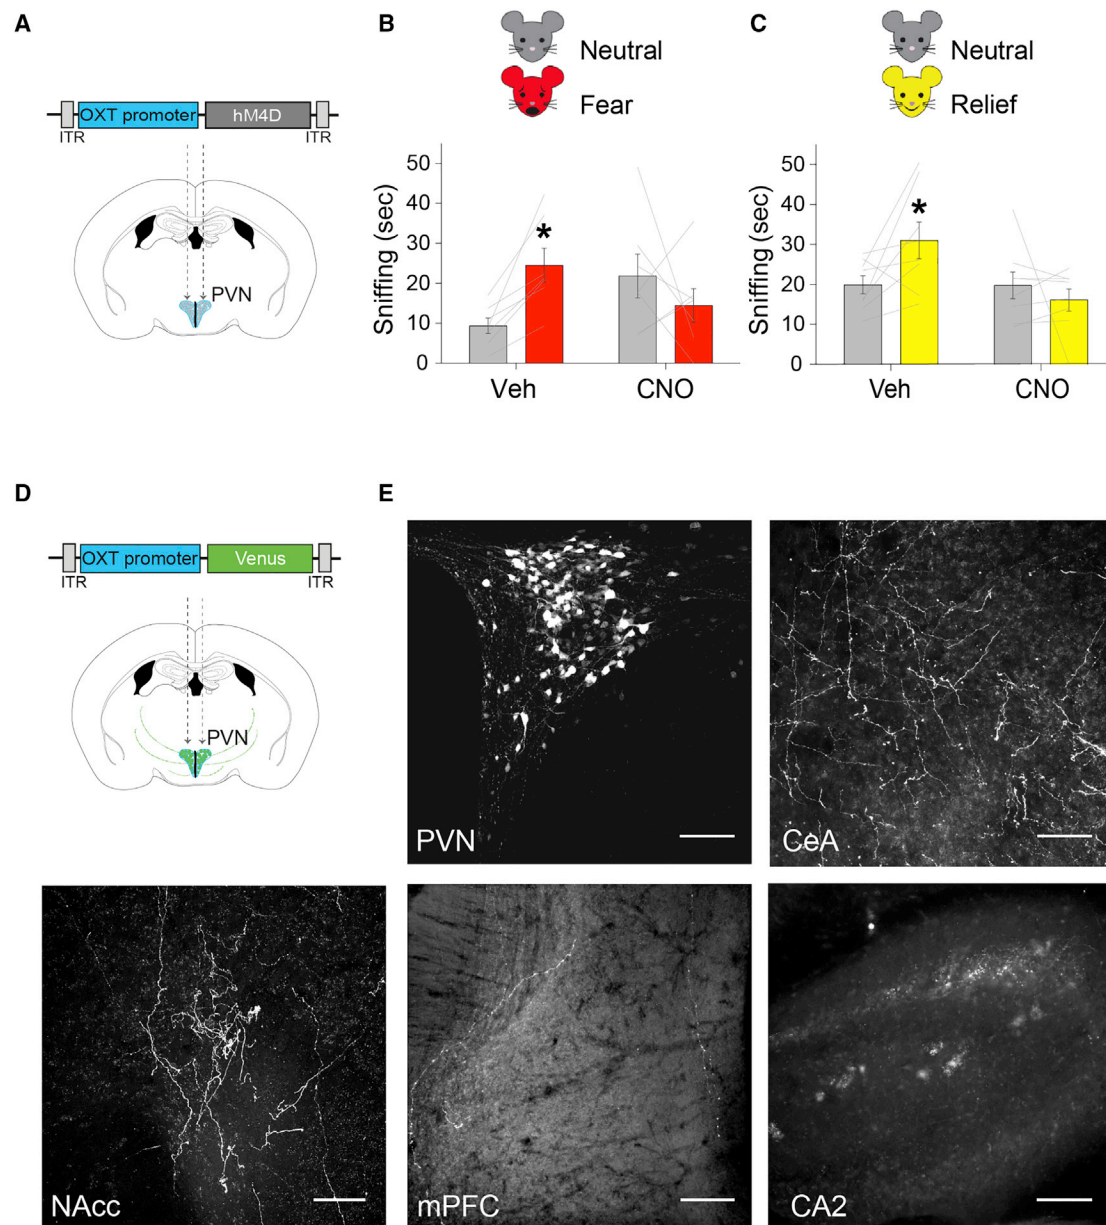 A
OXT promoter hM4D
ITR ITR
PVN
B
Neutral
Fear
Sniffing (sec)
50
40
30
20
10
0
*
Veh CNO
C
Neutral
Relief
Sniffing (sec)
50
40
30
20
10
0
*
Veh CNO
D
OXT promoter Venus
ITR ITR
PVN
E
PVN
CeA
NAcc
mPFC
CA2